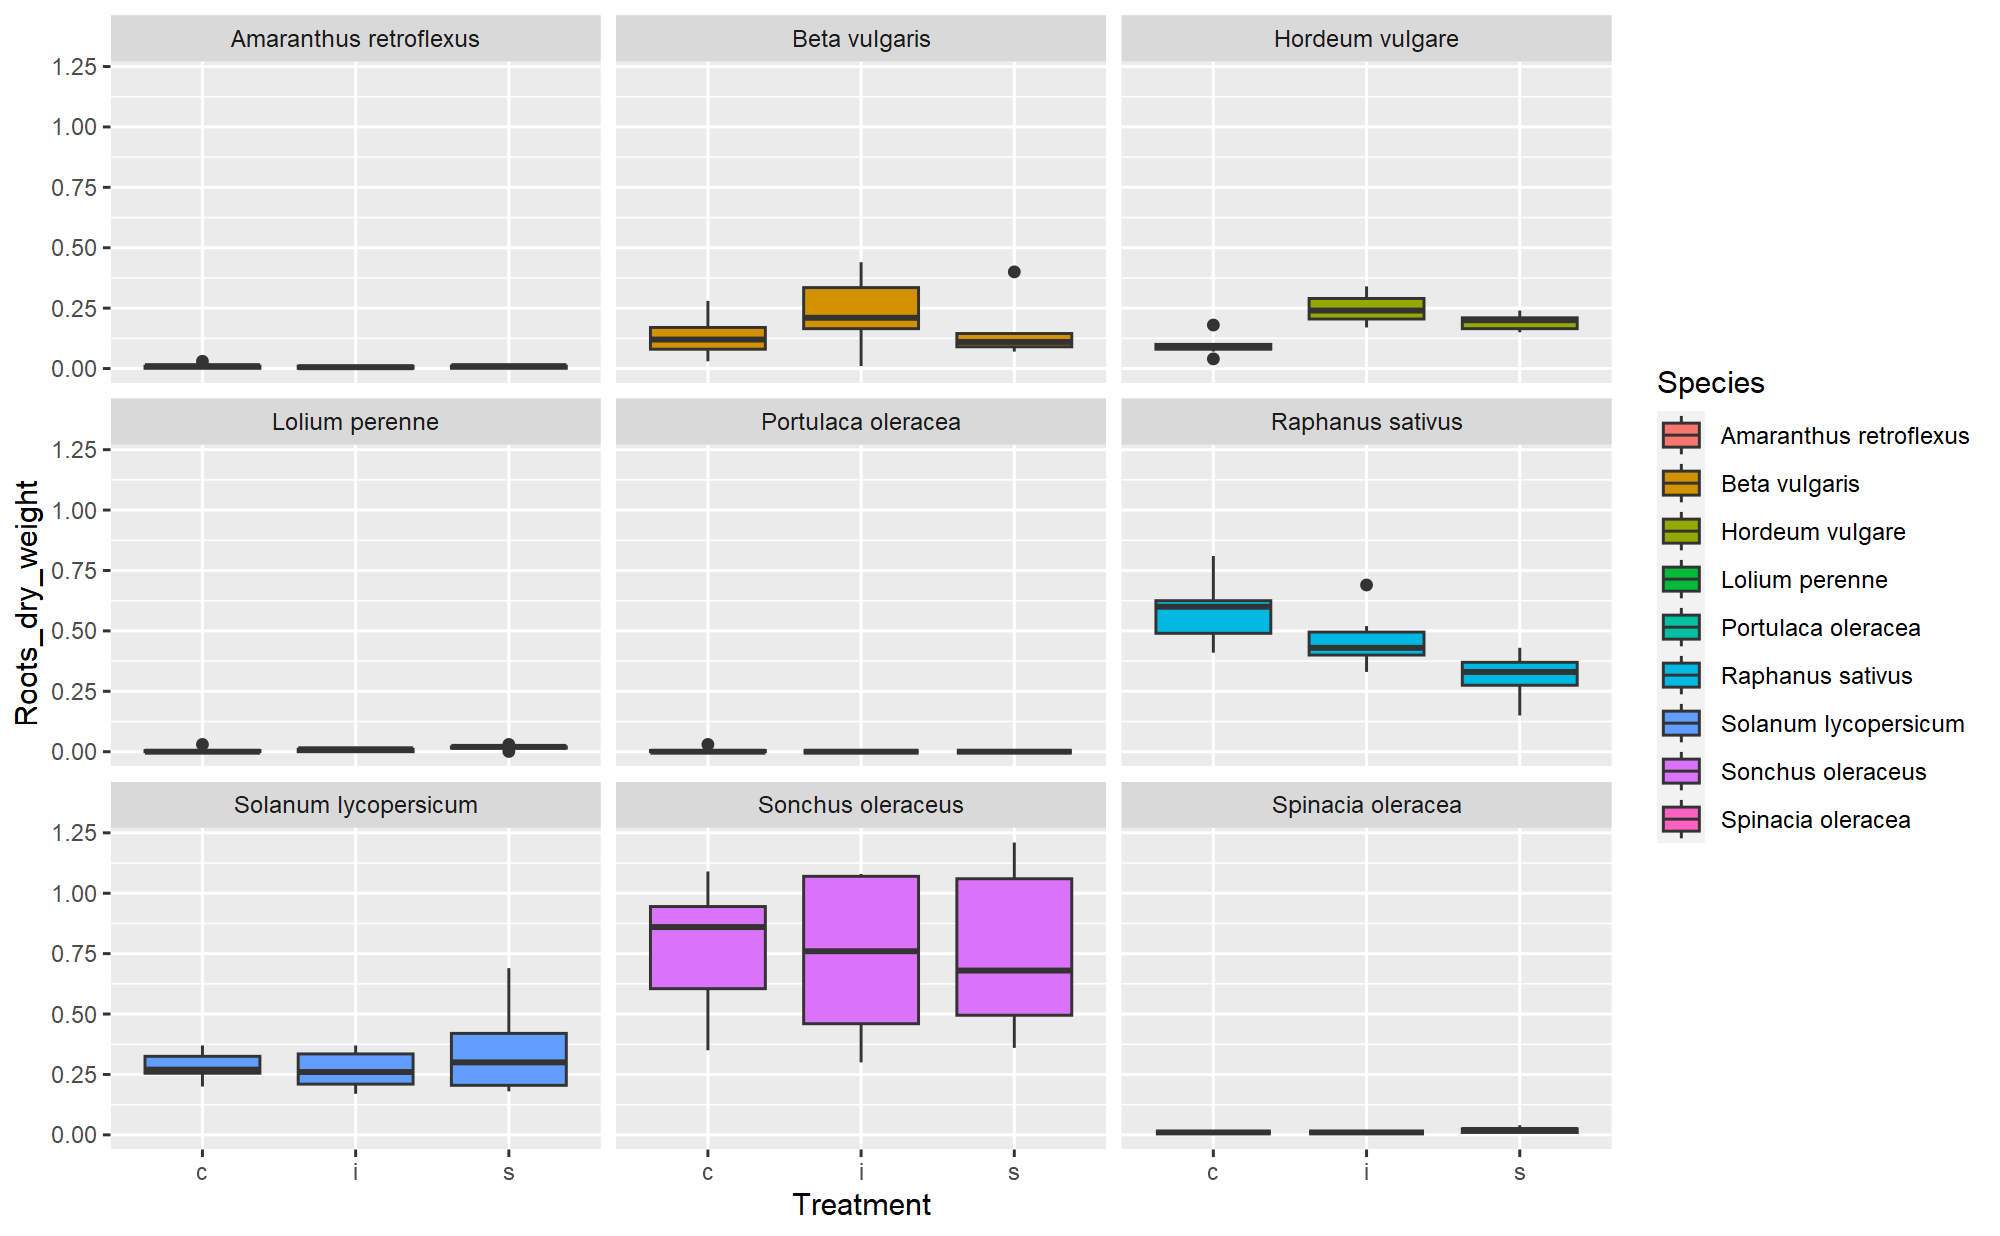 Amaranthus retroflexus
Beta vulgaris
Hordeum vulgare
1.25
1.00
0.75
0.50
0.25
0.00
Lolium perenne
Portulaca oleracea
Raphanus sativus
1.25
1.00
0.75
0.50
0.25
0.00
Solanum lycopersicum
Sonchus oleraceus
Spinacia oleracea
1.25
1.00
0.75
0.50
0.25
0.00
c i s
c i s
c i s
Treatment
Roots_dry_weight
Species
Amaranthus retroflexus
Beta vulgaris
Hordeum vulgare
Lolium perenne
Portulaca oleracea
Raphanus sativus
Solanum lycopersicum
Sonchus oleraceus
Spinacia oleracea